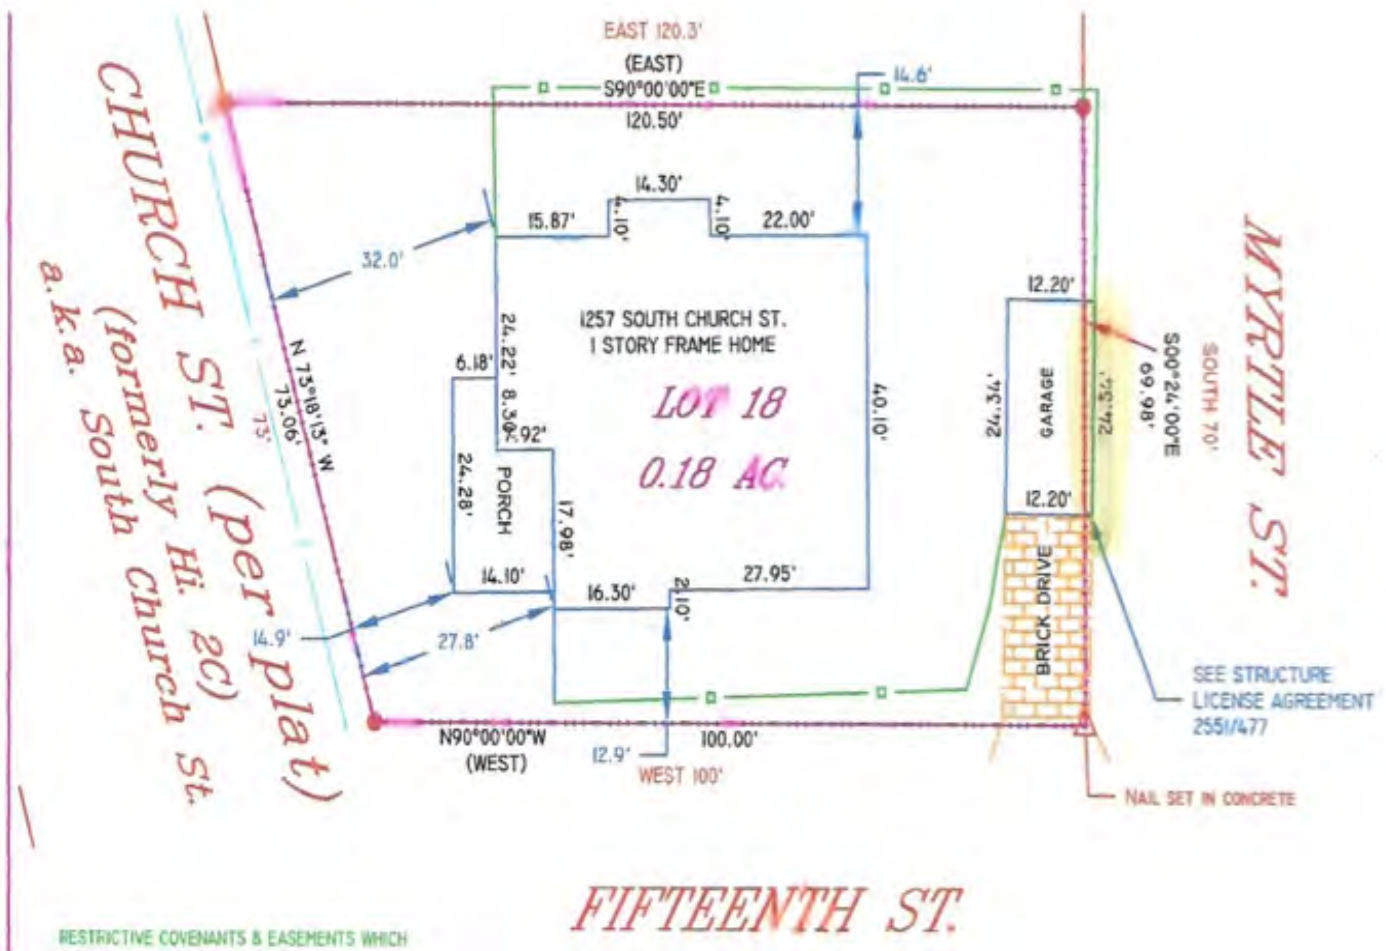 EAST 120.3'
(EAST)
S90°00'00"E
120.50'
14.6'
CHURCH ST. (per plat)
(formerly Hi. 2C)
a.k.a. South Church St.
14.30'
15.87'
4.10'
4.10'
22.00'
32.0'
MYRTLE ST.
12.20'
1257 SOUTH CHURCH ST.
1 STORY FRAME HOME
24.22'
6.18'
8.30'
7.92'
LOT 18
0.18 AC.
40.10'
24.34'
GARAGE
24.34'
S00°24'00"E
69.98'
SOUTH 70'
N 73°18'13" W
73.06'
73'
24.28'
PORCH
17.98'
12.20'
14.10'
16.30'
2.10'
27.95'
BRICK DRIVE
14.9'
27.8'
SEE STRUCTURE
LICENSE AGREEMENT
2551/477
N90°00'00"W
(WEST)
12.9'
100.00'
WEST 100'
NAIL SET IN CONCRETE
FIFTEENTH ST.
RESTRICTIVE COVENANTS & EASEMENTS WHICH